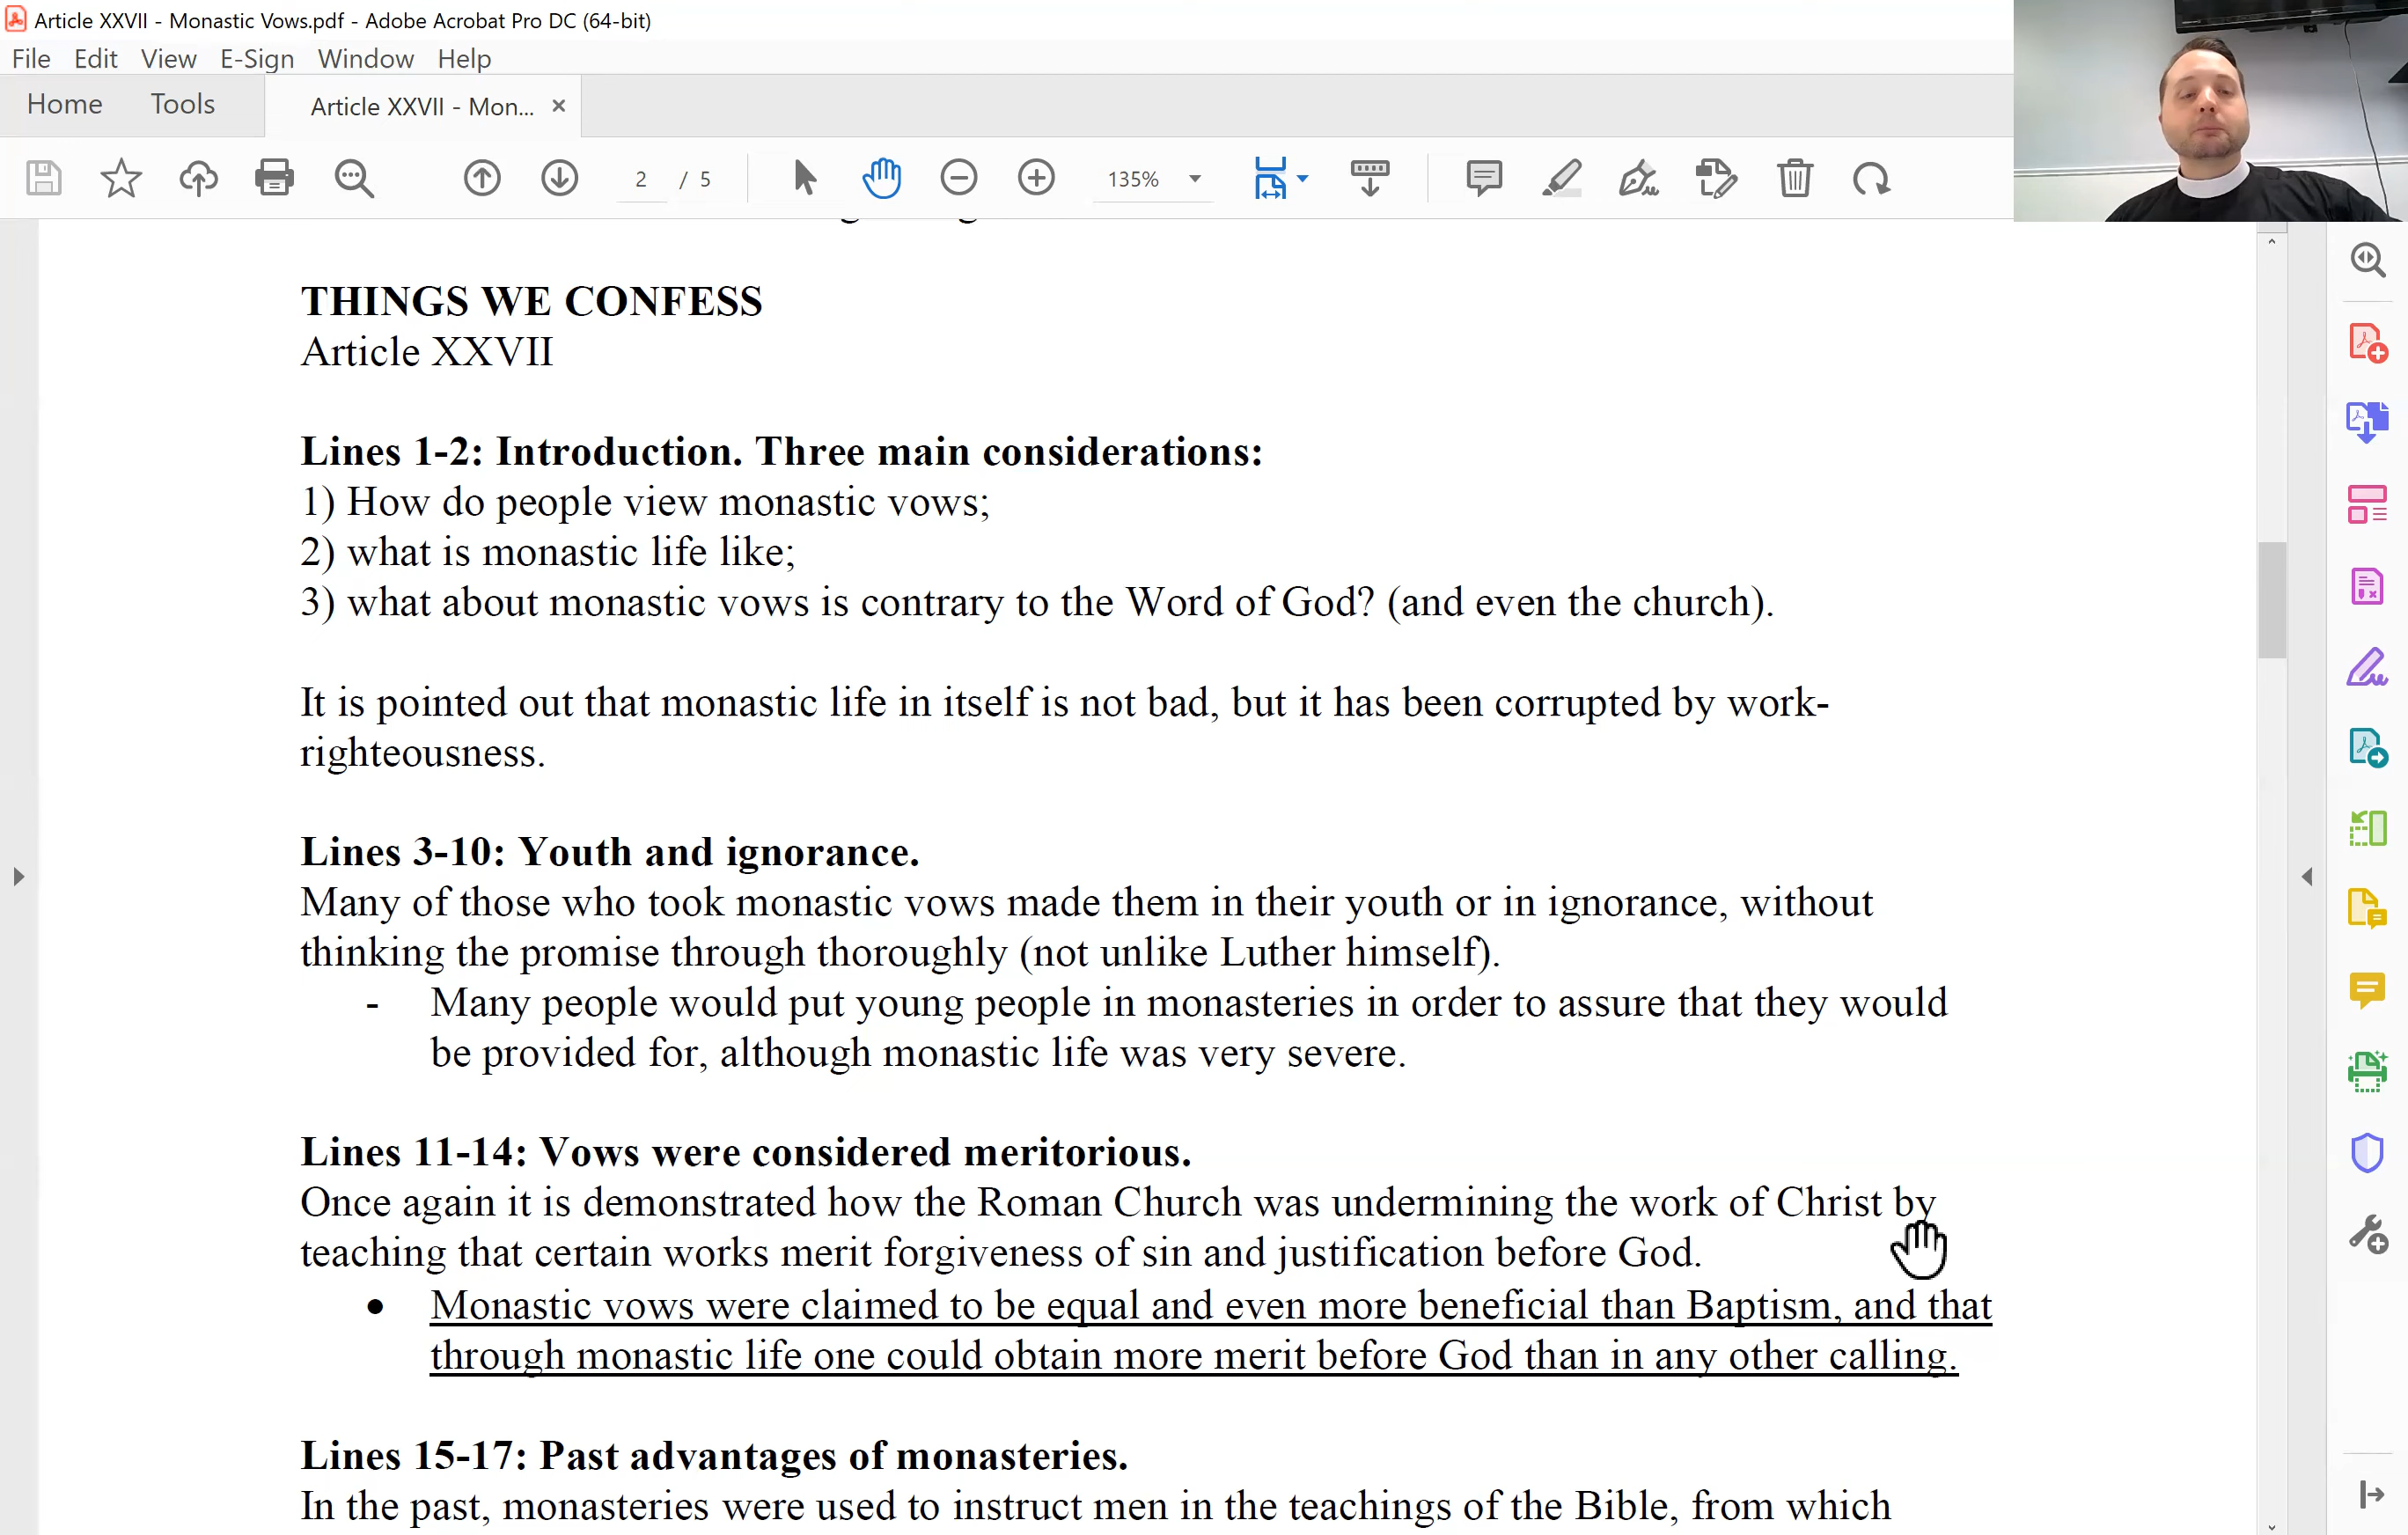 Article XXVII - Monastic Vows.pdf - Adobe Acrobat Pro DC (64-bit)
File Edit View E-Sign Window Help
Home Tools Article XXVII - Mon... ×
2 / 5 135%
THINGS WE CONFESS
Article XXVII
Lines 1-2: Introduction. Three main considerations:
1) How do people view monastic vows;
2) what is monastic life like;
3) what about monastic vows is contrary to the Word of God? (and even the church).
It is pointed out that monastic life in itself is not bad, but it has been corrupted by work-
righteousness.
Lines 3-10: Youth and ignorance.
Many of those who took monastic vows made them in their youth or in ignorance, without
thinking the promise through thoroughly (not unlike Luther himself).
- Many people would put young people in monasteries in order to assure that they would
be provided for, although monastic life was very severe.
Lines 11-14: Vows were considered meritorious.
Once again it is demonstrated how the Roman Church was undermining the work of Christ by
teaching that certain works merit forgiveness of sin and justification before God.
• Monastic vows were claimed to be equal and even more beneficial than Baptism, and that
through monastic life one could obtain more merit before God than in any other calling.
Lines 15-17: Past advantages of monasteries.
In the past, monasteries were used to instruct men in the teachings of the Bible, from which